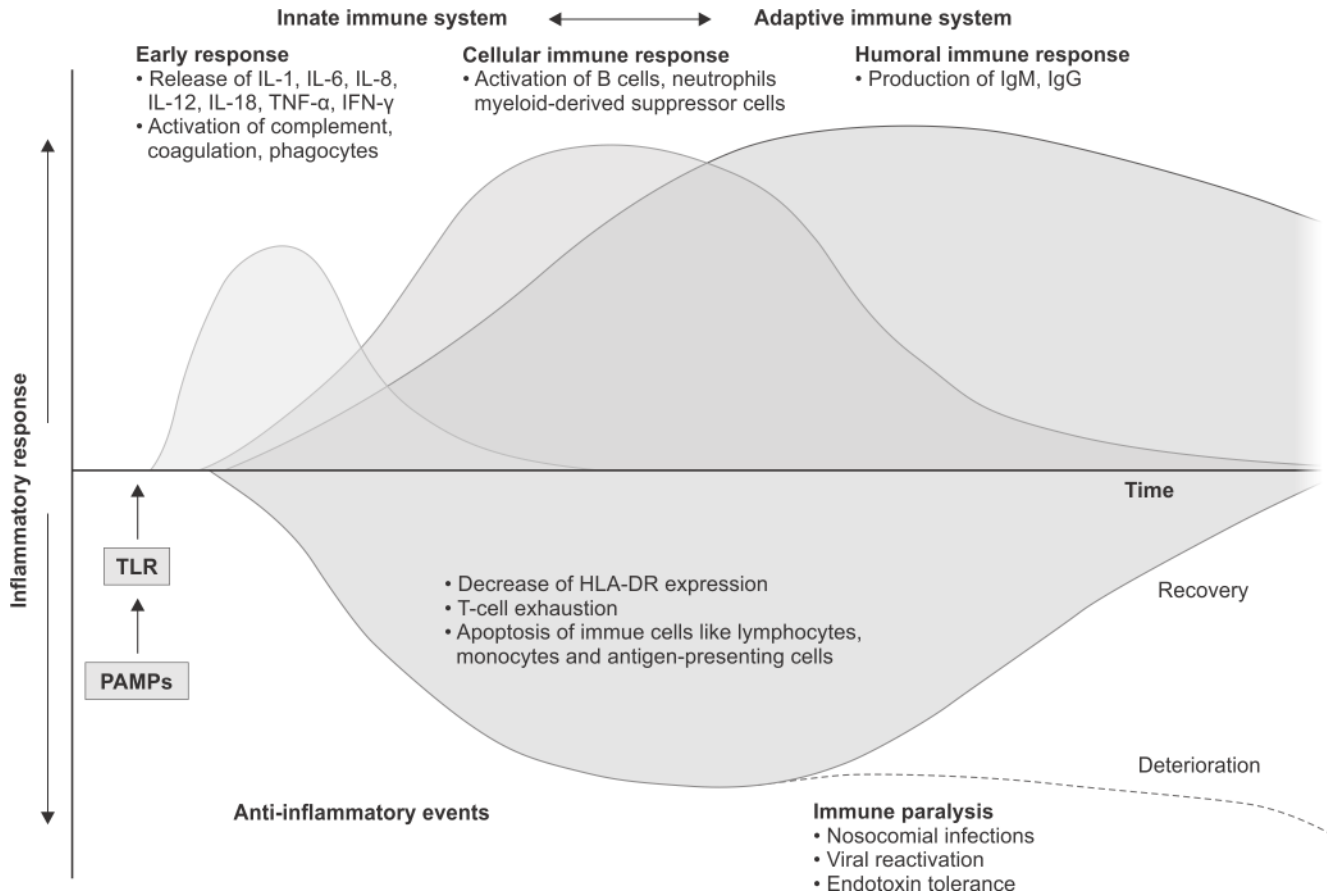 Innate immune system
Adaptive immune system
Early response
• Release of IL-1, IL-6, IL-8,
IL-12, IL-18, TNF-α, IFN-γ
• Activation of complement,
coagulation, phagocytes
Cellular immune response
• Activation of B cells, neutrophils
myeloid-derived suppressor cells
Humoral immune response
• Production of IgM, IgG
Inflammatory response
Time
TLR
PAMPs
• Decrease of HLA-DR expression
• T-cell exhaustion
• Apoptosis of immue cells like lymphocytes,
monocytes and antigen-presenting cells
Recovery
Deterioration
Anti-inflammatory events
Immune paralysis
• Nosocomial infections
• Viral reactivation
• Endotoxin tolerance